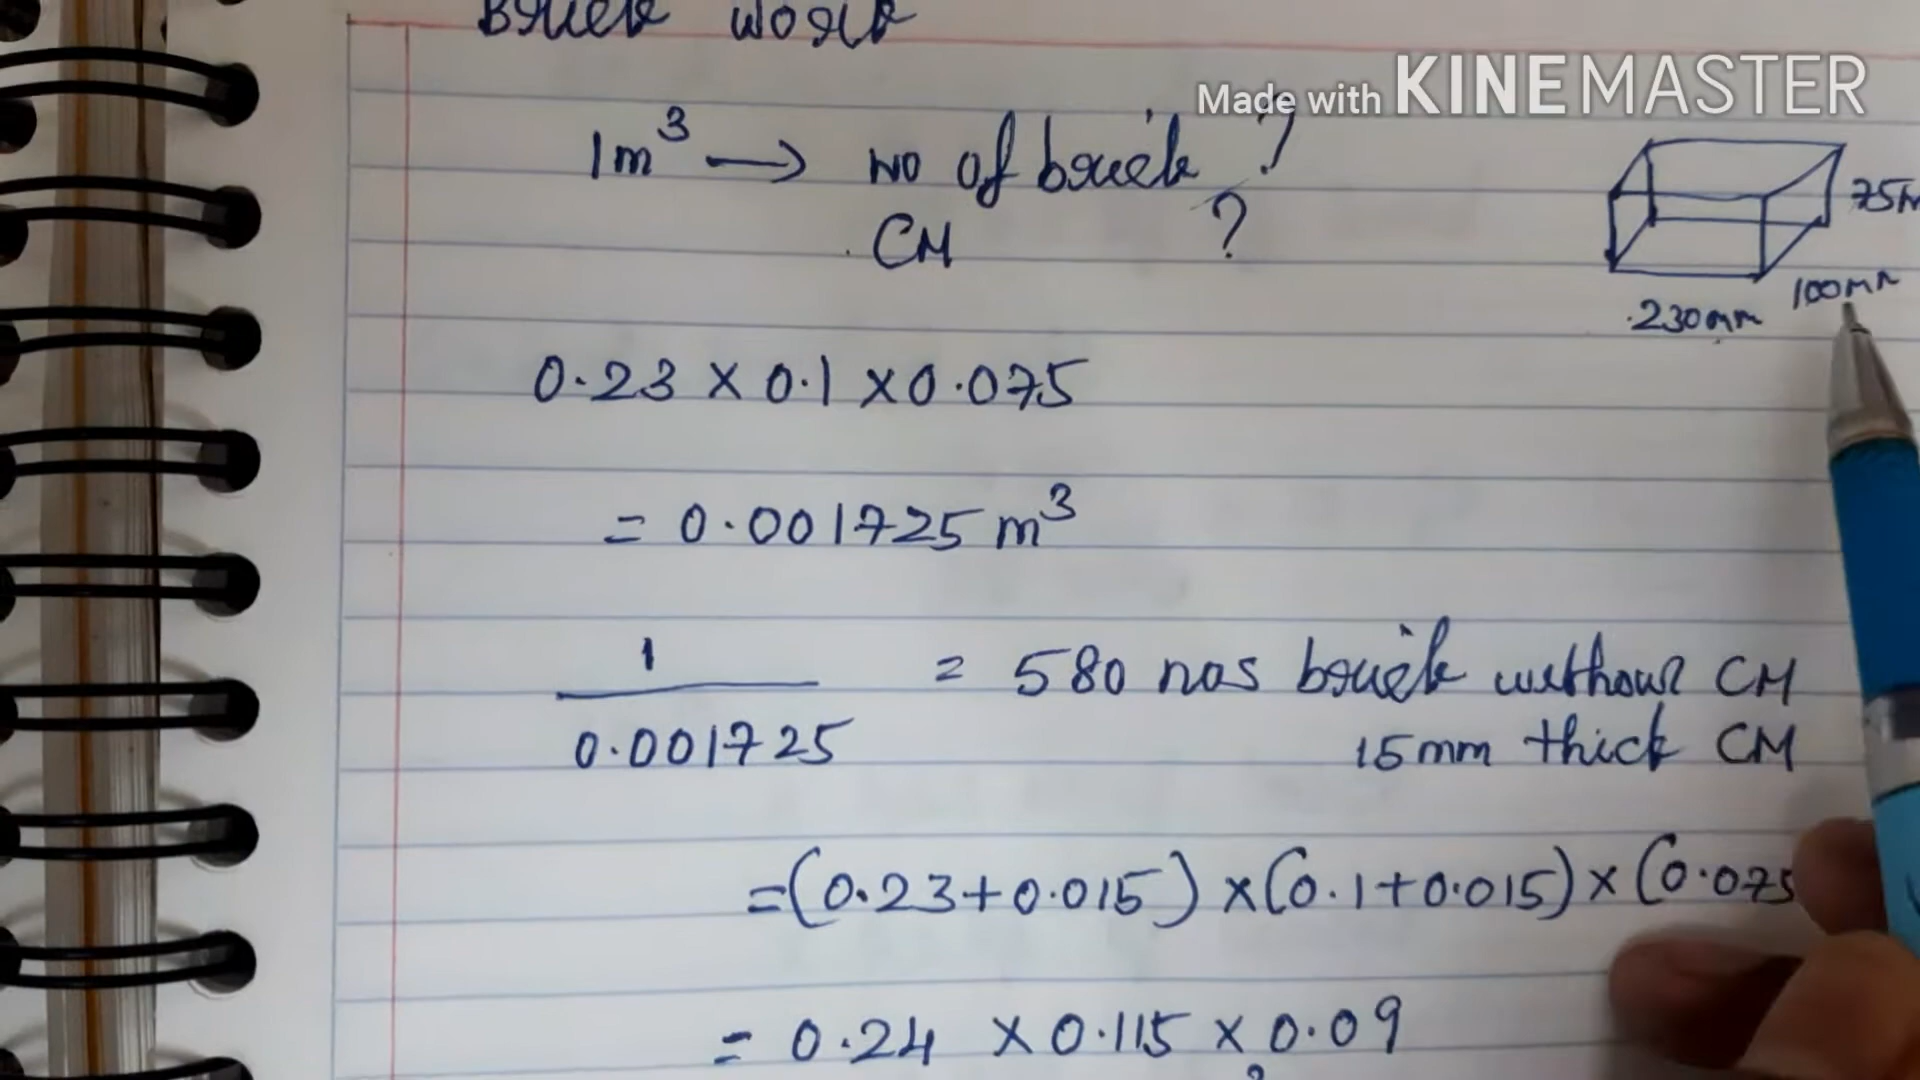 Brick work
Made with KINEMASTER
1m³ → no of brick ?
CM ?
75m
100mm
230mm
0.23 x 0.1 x 0.075
= 0.001725 m³
1
= 580 nos brick without CM
0.001725
15mm thick CM
=(0.23+0.015) x (0.1+0.015) x (0.075
= 0.24 x 0.115 x 0.09